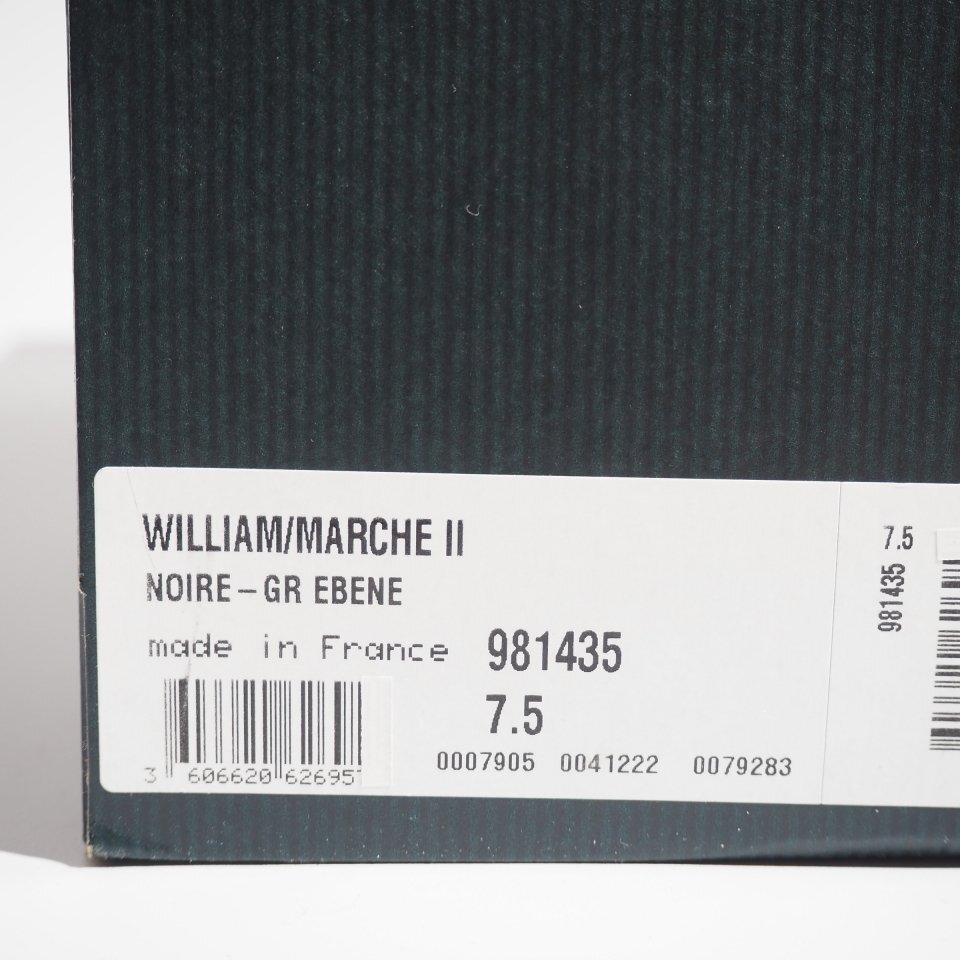 WILLIAM/MARCHE II
NOIRE–GR EBENE
made in France 981435
7.5
3 606620 62695
0007905 0041222 0079283
7.5
981435